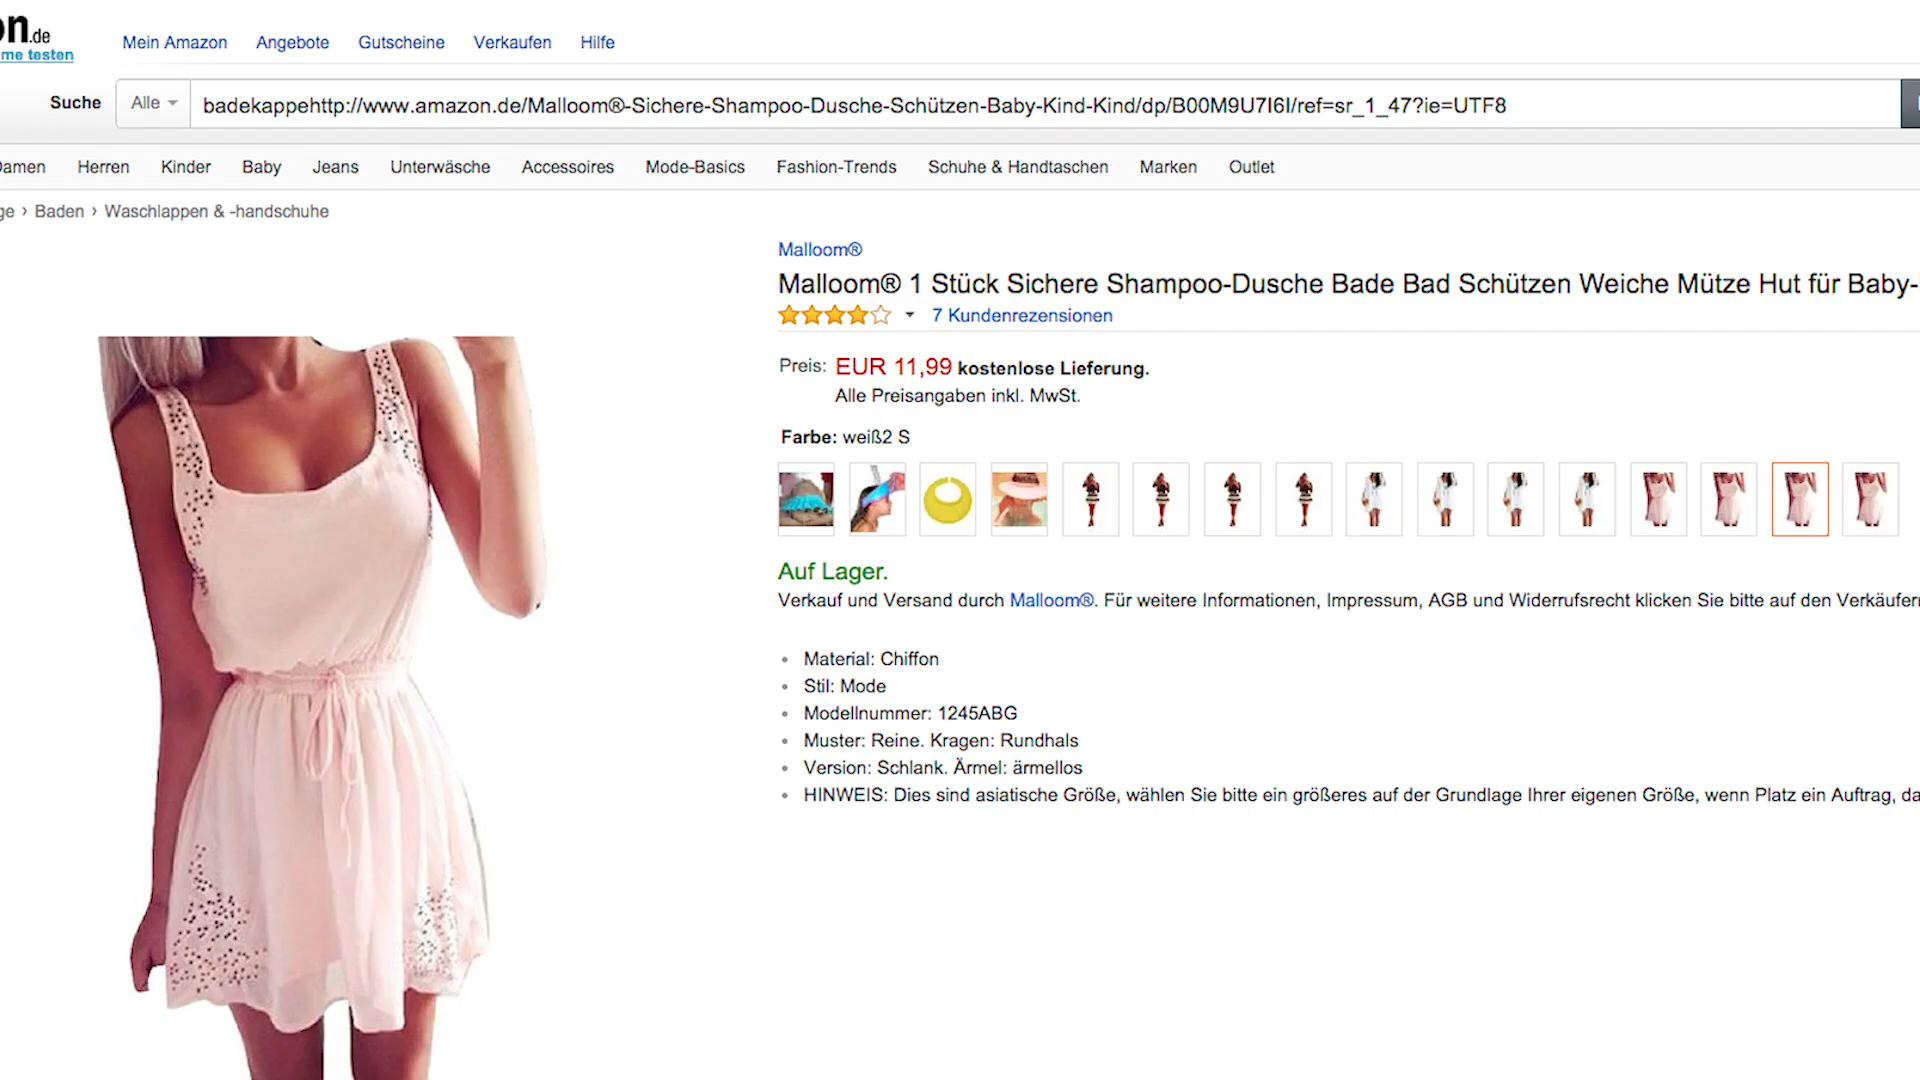 on.de
me testen
Mein Amazon Angebote Gutscheine Verkaufen Hilfe
Suche Alle badekappehttp://www.amazon.de/Malloom®-Sichere-Shampoo-Dusche-Schützen-Baby-Kind-Kind/dp/B00M9U7I6I/ref=sr_1_47?ie=UTF8
Damen Herren Kinder Baby Jeans Unterwäsche Accessoires Mode-Basics Fashion-Trends Schuhe & Handtaschen Marken Outlet
ge › Baden › Waschlappen & -handschuhe
Malloom®
Malloom® 1 Stück Sichere Shampoo-Dusche Bade Bad Schützen Weiche Mütze Hut für Baby-
7 Kundenrezensionen
Preis: EUR 11,99 kostenlose Lieferung.
Alle Preisangaben inkl. MwSt.
Farbe: weiß2 S
Auf Lager.
Verkauf und Versand durch Malloom®. Für weitere Informationen, Impressum, AGB und Widerrufsrecht klicken Sie bitte auf den Verkäufern
• Material: Chiffon
• Stil: Mode
• Modellnummer: 1245ABG
• Muster: Reine. Kragen: Rundhals
• Version: Schlank. Ärmel: ärmellos
• HINWEIS: Dies sind asiatische Größe, wählen Sie bitte ein größeres auf der Grundlage Ihrer eigenen Größe, wenn Platz ein Auftrag, da